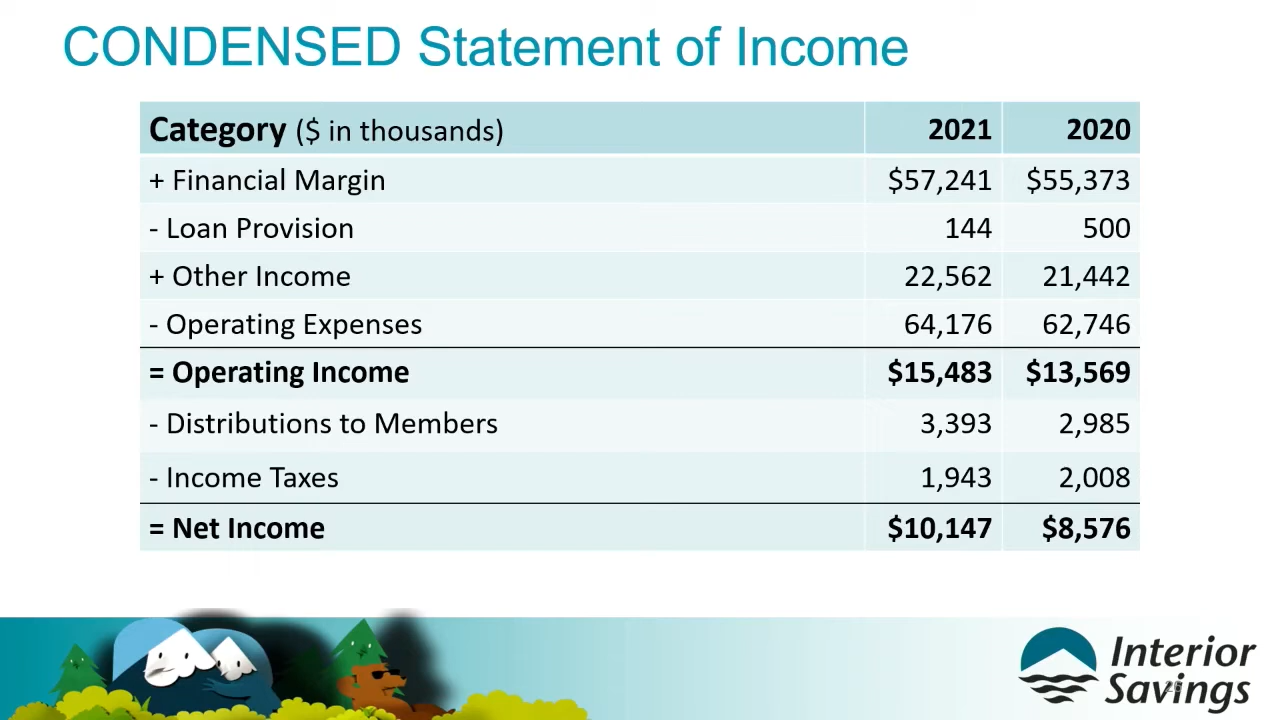 CONDENSED Statement of Income
Category ($ in thousands) 2021 2020
+ Financial Margin $57,241 $55,373
- Loan Provision 144 500
+ Other Income 22,562 21,442
- Operating Expenses 64,176 62,746
= Operating Income $15,483 $13,569
- Distributions to Members 3,393 2,985
- Income Taxes 1,943 2,008
= Net Income $10,147 $8,576
Interior
Savings